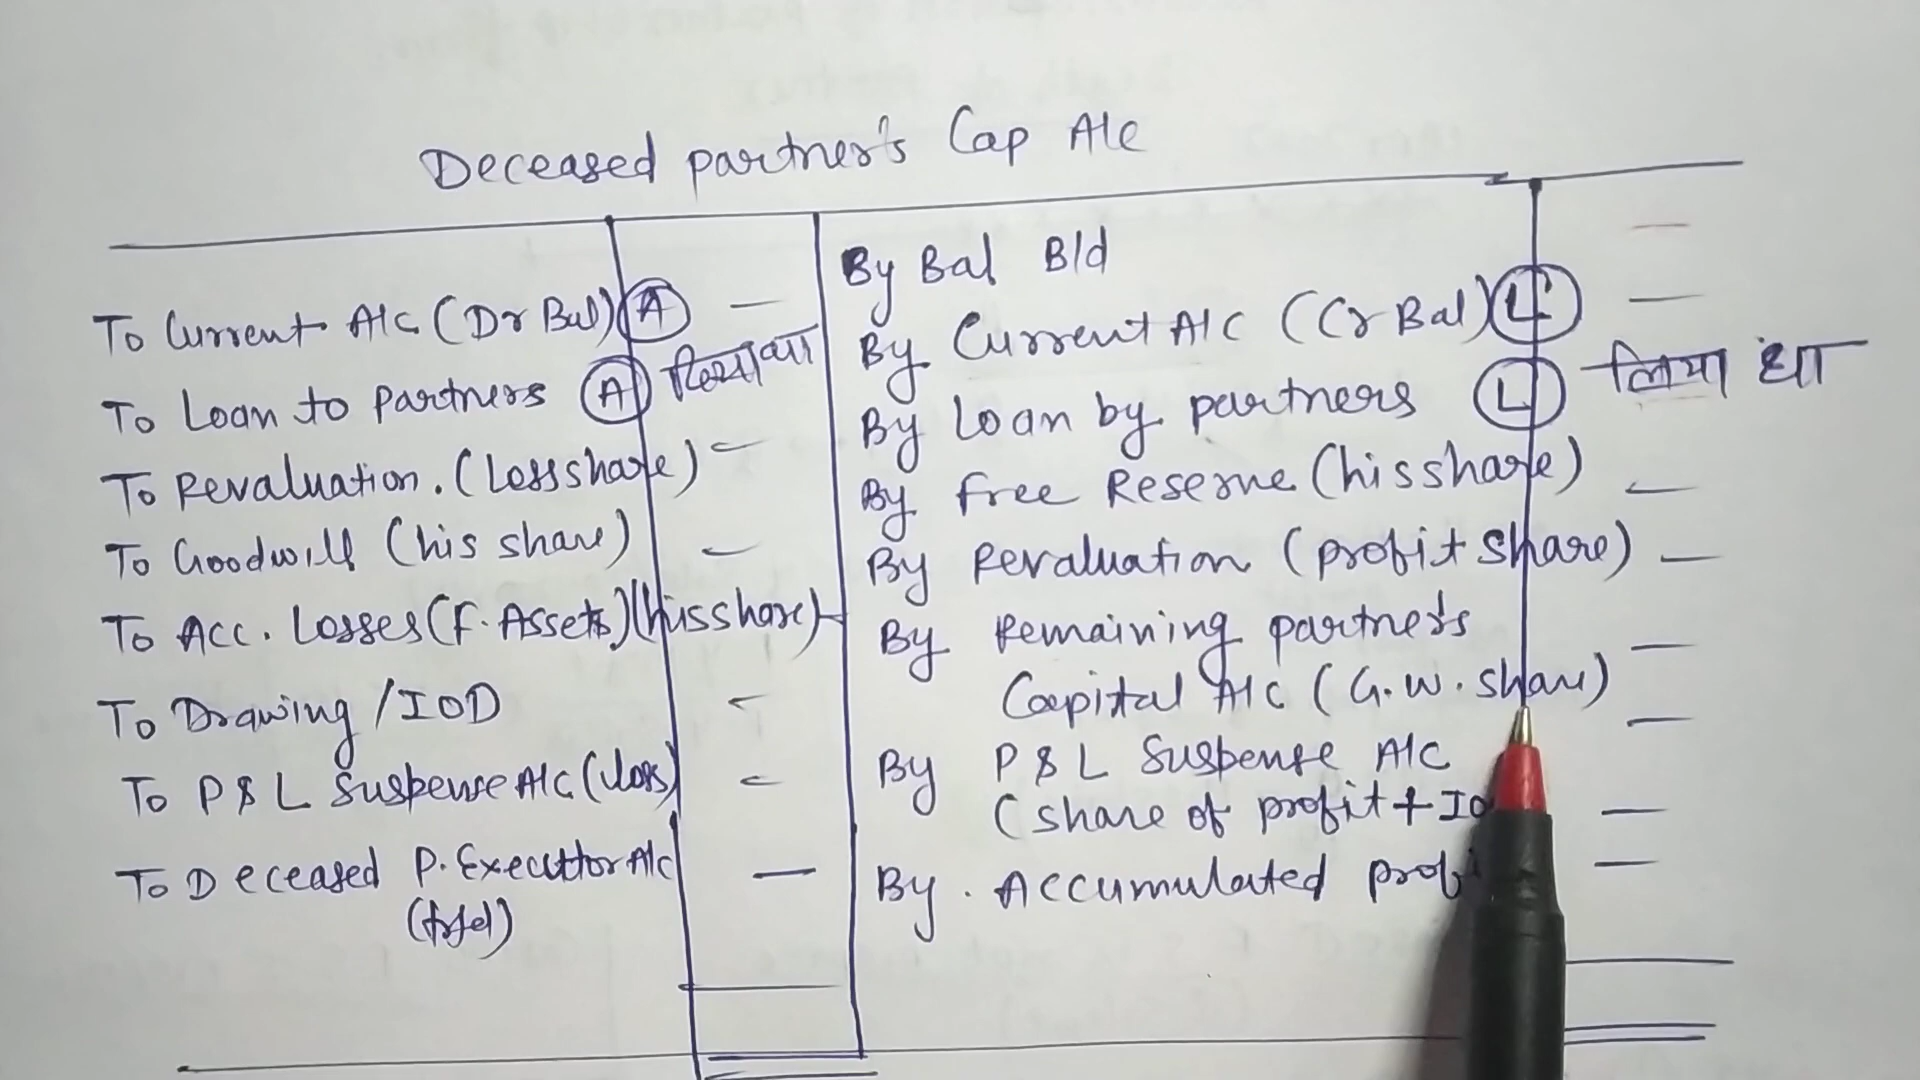 Deceased partner's Cap A/c
To Current A/c (Dr Bal) A
To Loan to partners A दिया था
To Revaluation. (Loss share)
To Goodwill (his share)
To Acc. Losses (F. Assets) (his share)
To Drawing / IOD
To P & L Suspense A/c (loss)
To Deceased P. Executtor A/c
(trfd)
By Bal B/d
By Current A/c (Cr Bal) L
By Loan by partners L लिया था
By Free Reserve (his share)
By Revaluation (profit share)
By Remaining partner's
Capital A/c (G.W. share)
By P & L Suspense A/c
(share of profit +
By. Accumulated